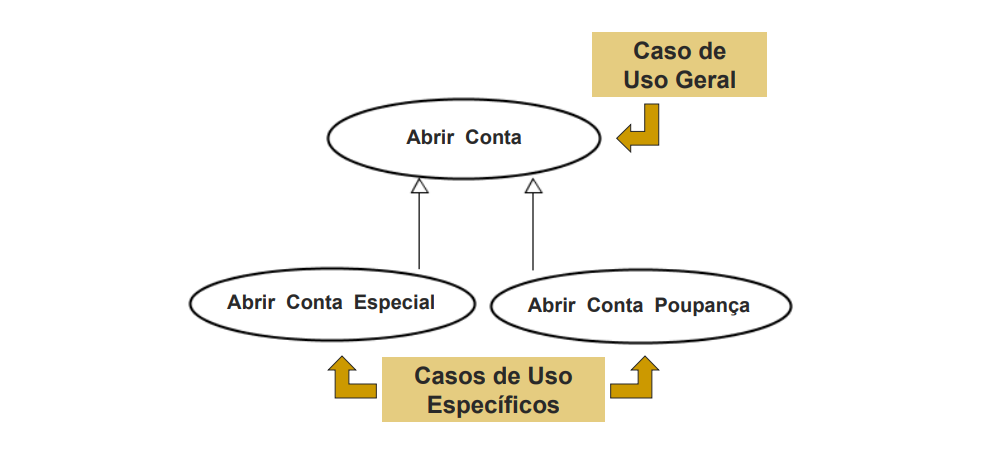 Caso de
Uso Geral
Abrir Conta
Abrir Conta Especial
Abrir Conta Poupança
Casos de Uso
Específicos